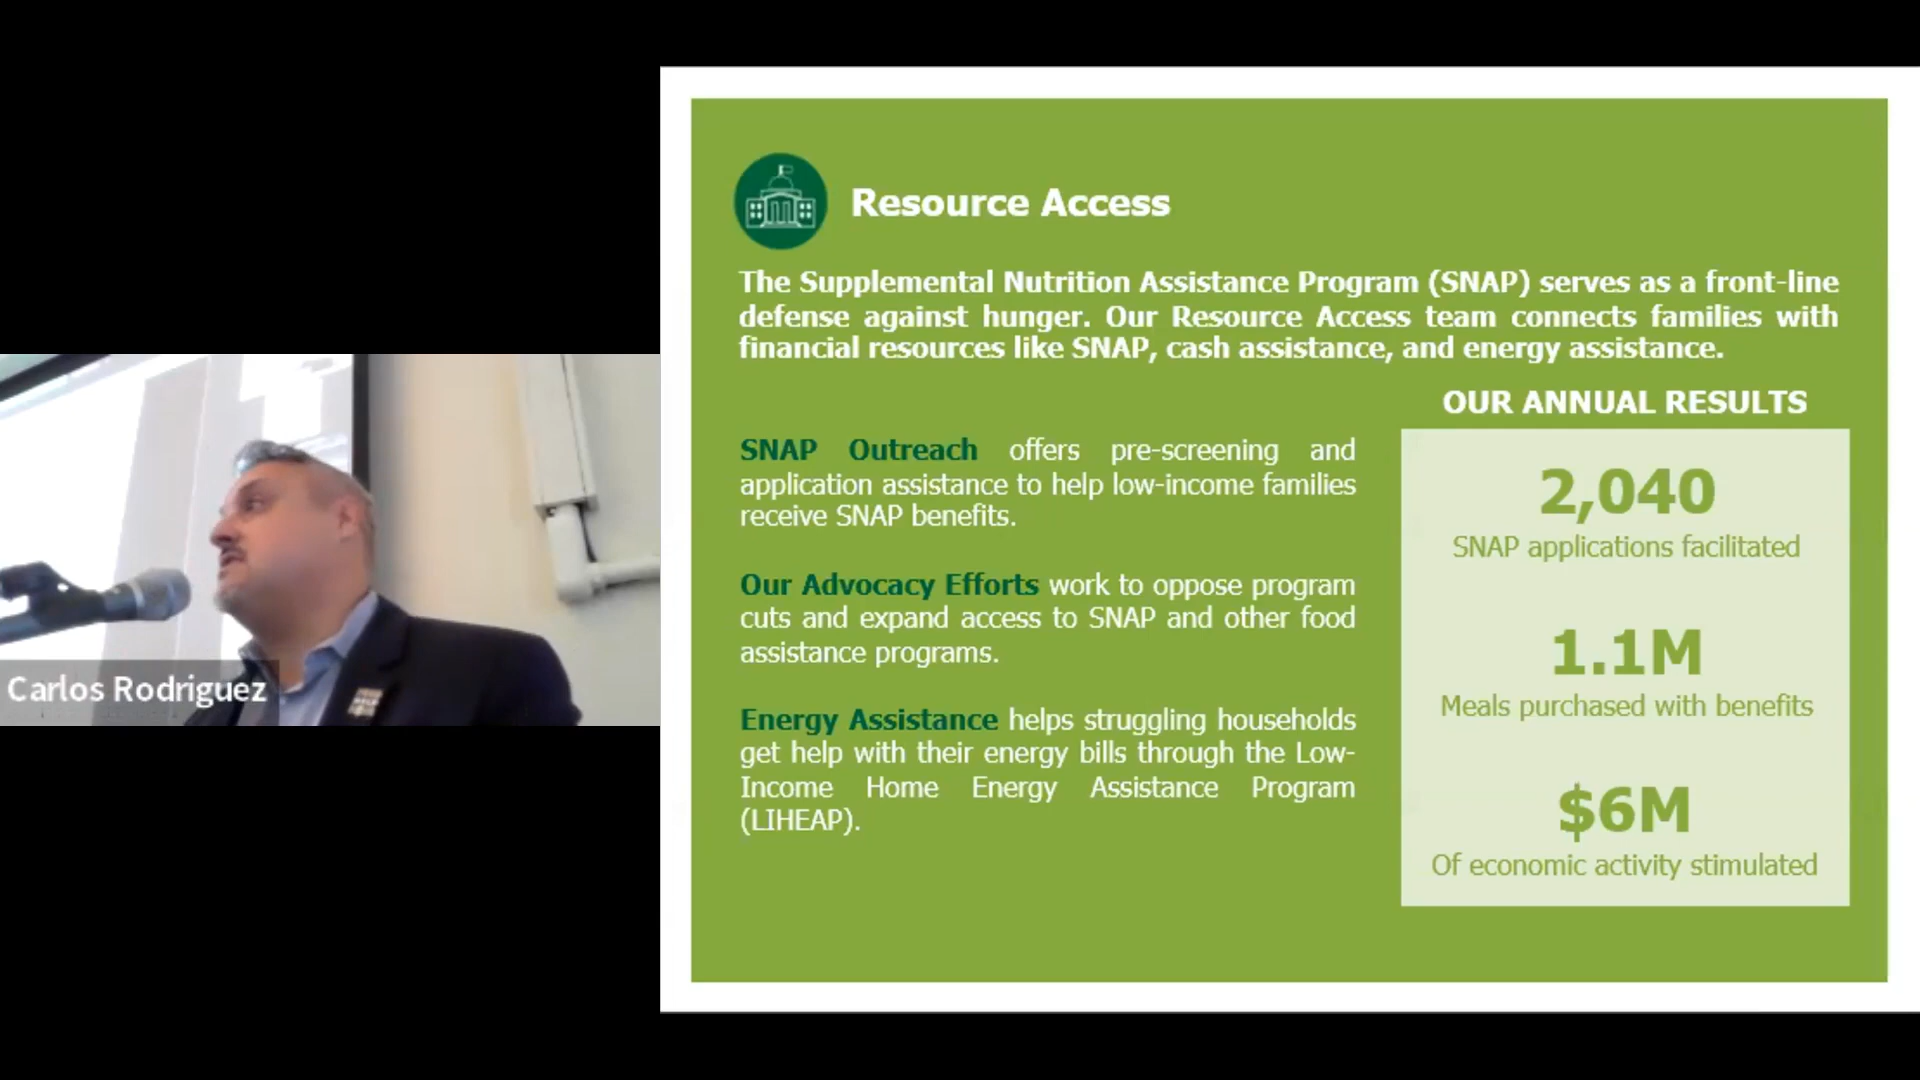 Resource Access
The Supplemental Nutrition Assistance Program (SNAP) serves as a front-line
defense against hunger. Our Resource Access team connects families with
financial resources like SNAP, cash assistance, and energy assistance.
SNAP Outreach offers pre-screening and
application assistance to help low-income families
receive SNAP benefits.
Our Advocacy Efforts work to oppose program
cuts and expand access to SNAP and other food
assistance programs.
Energy Assistance helps struggling households
get help with their energy bills through the Low-
Income Home Energy Assistance Program
(LIHEAP).
OUR ANNUAL RESULTS
2,040
SNAP applications facilitated
1.1M
Meals purchased with benefits
$6M
Of economic activity stimulated
Carlos Rodriguez